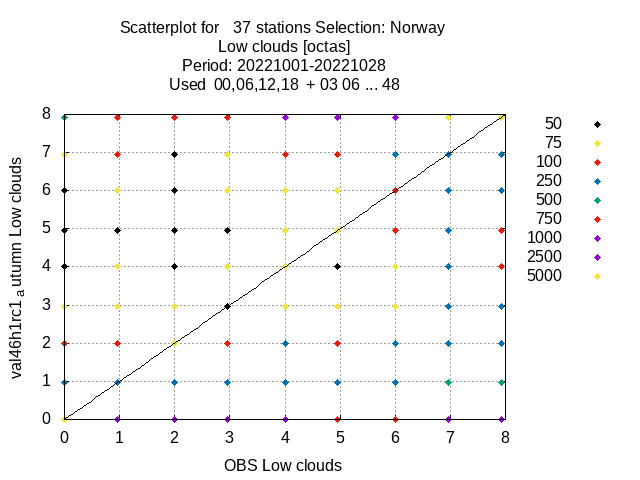 Scatterplot for   37 stations Selection: Norway
Low clouds [octas]
Period: 20221001-20221028
Used  00,06,12,18  + 03 06 ... 48
8
7
6
5
4
3
2
1
0
val46h1rc1 a utumn Low clouds
0 1 2 3 4 5 6 7 8
OBS Low clouds
50
75
100
250
500
750
1000
2500
5000